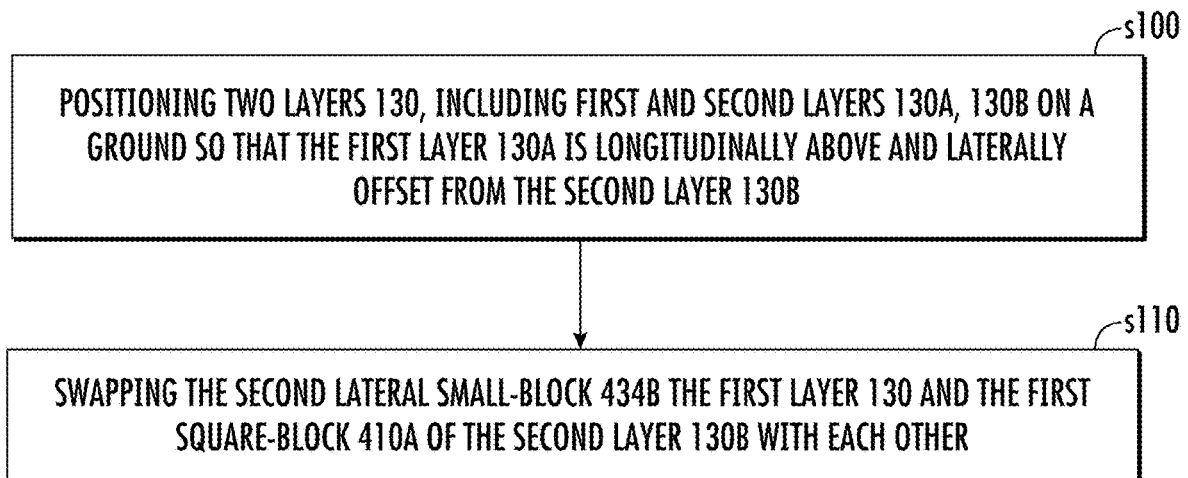 s100
POSITIONING TWO LAYERS 130, INCLUDING FIRST AND SECOND LAYERS 130A, 130B ON A
GROUND SO THAT THE FIRST LAYER 130A IS LONGITUDINALLY ABOVE AND LATERALLY
OFFSET FROM THE SECOND LAYER 130B
s110
SWAPPING THE SECOND LATERAL SMALL-BLOCK 434B THE FIRST LAYER 130 AND THE FIRST
SQUARE-BLOCK 410A OF THE SECOND LAYER 130B WITH EACH OTHER